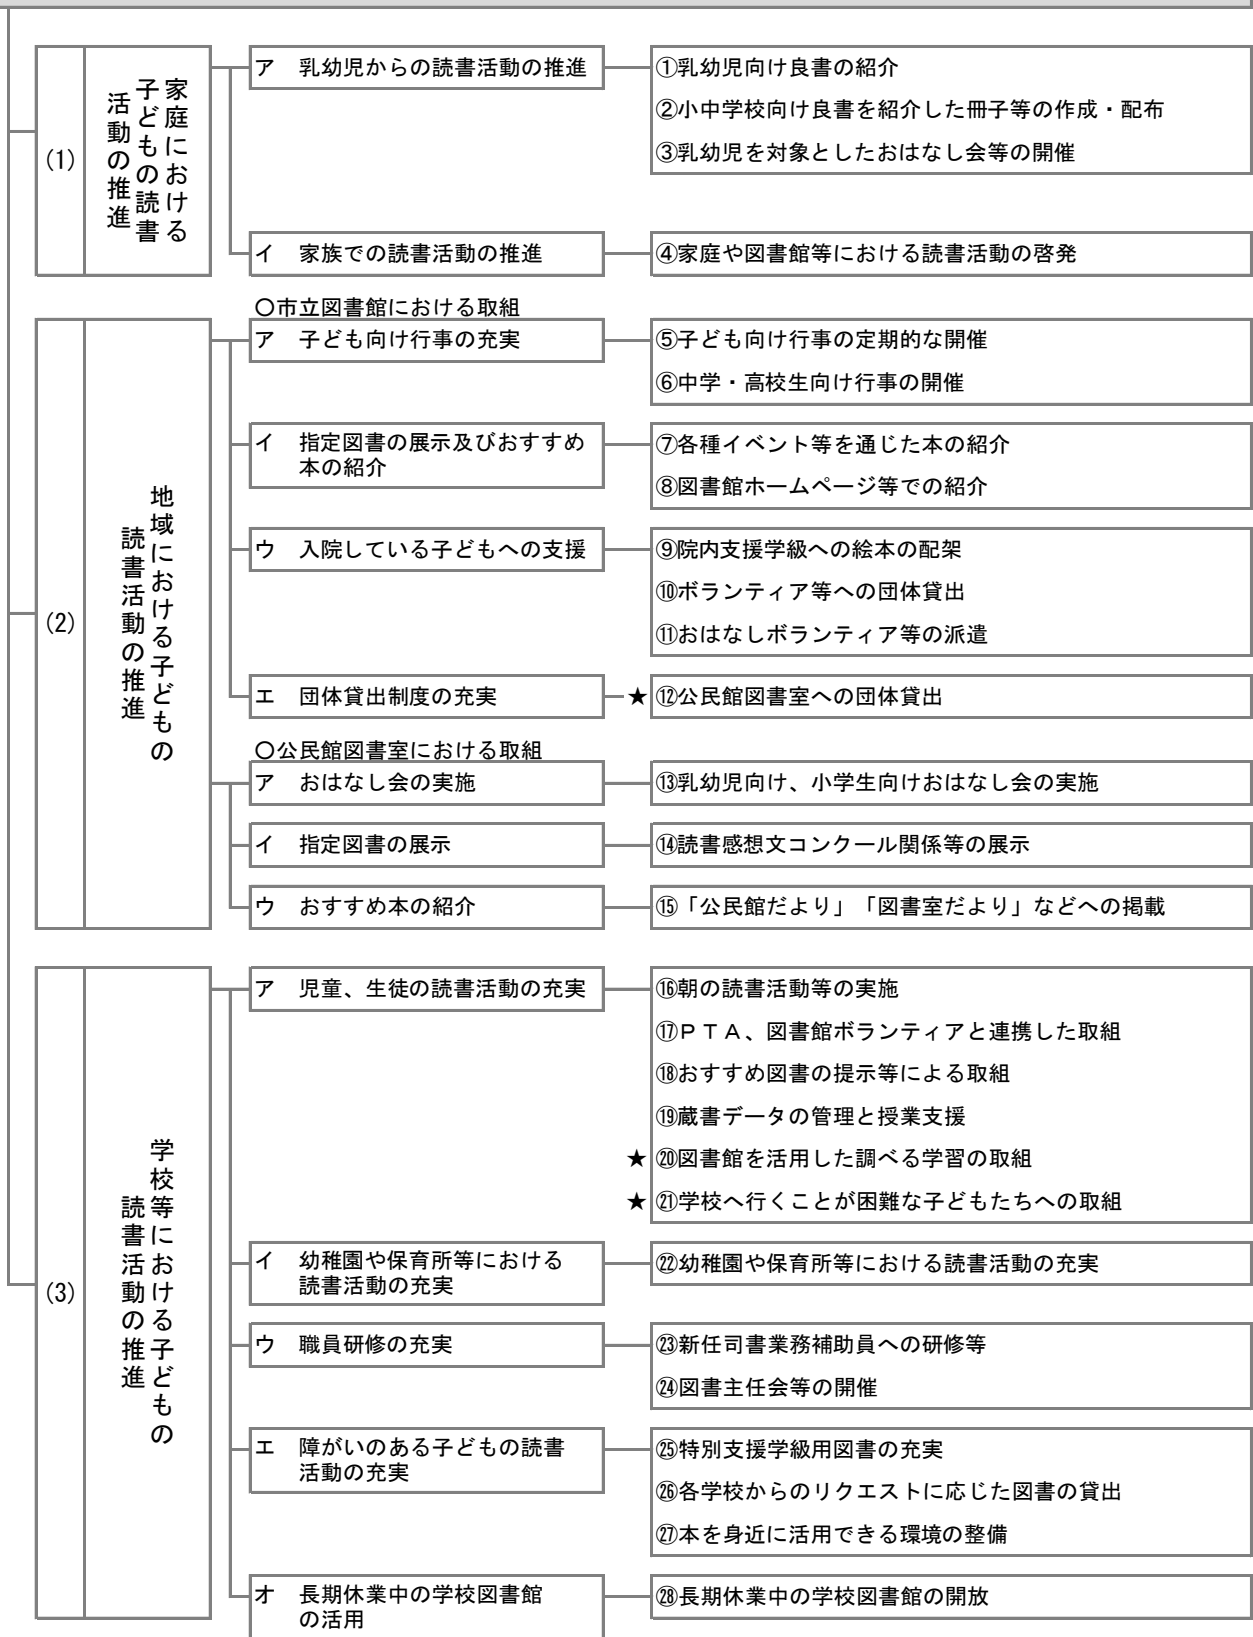 (1)
家庭における
子どもの読書
活動の推進
ア 乳幼児からの読書活動の推進
①乳幼児向け良書の紹介
②小中学校向け良書を紹介した冊子等の作成・配布
③乳幼児を対象としたおはなし会等の開催
イ 家族での読書活動の推進
④家庭や図書館等における読書活動の啓発
(2)
地域における子どもの
読書活動の推進
〇市立図書館における取組
ア 子ども向け行事の充実
⑤子ども向け行事の定期的な開催
⑥中学・高校生向け行事の開催
イ 指定図書の展示及びおすすめ
本の紹介
⑦各種イベント等を通じた本の紹介
⑧図書館ホームページ等での紹介
ウ 入院している子どもへの支援
⑨院内支援学級への絵本の配架
⑩ボランティア等への団体貸出
⑪おはなしボランティア等の派遣
エ 団体貸出制度の充実
★ ⑫公民館図書室への団体貸出
〇公民館図書室における取組
ア おはなし会の実施
⑬乳幼児向け、小学生向けおはなし会の実施
イ 指定図書の展示
⑭読書感想文コンクール関係等の展示
ウ おすすめ本の紹介
⑮「公民館だより」「図書室だより」などへの掲載
(3)
学校等における子どもの
読書活動の推進
ア 児童、生徒の読書活動の充実
⑯朝の読書活動等の実施
⑰ＰＴＡ、図書館ボランティアと連携した取組
⑱おすすめ図書の提示等による取組
⑲蔵書データの管理と授業支援
★ ⑳図書館を活用した調べる学習の取組
★ ㉑学校へ行くことが困難な子どもたちへの取組
イ 幼稚園や保育所等における
読書活動の充実
㉒幼稚園や保育所等における読書活動の充実
ウ 職員研修の充実
㉓新任司書業務補助員への研修等
㉔図書主任会等の開催
エ 障がいのある子どもの読書
活動の充実
㉕特別支援学級用図書の充実
㉖各学校からのリクエストに応じた図書の貸出
㉗本を身近に活用できる環境の整備
オ 長期休業中の学校図書館
の活用
㉘長期休業中の学校図書館の開放